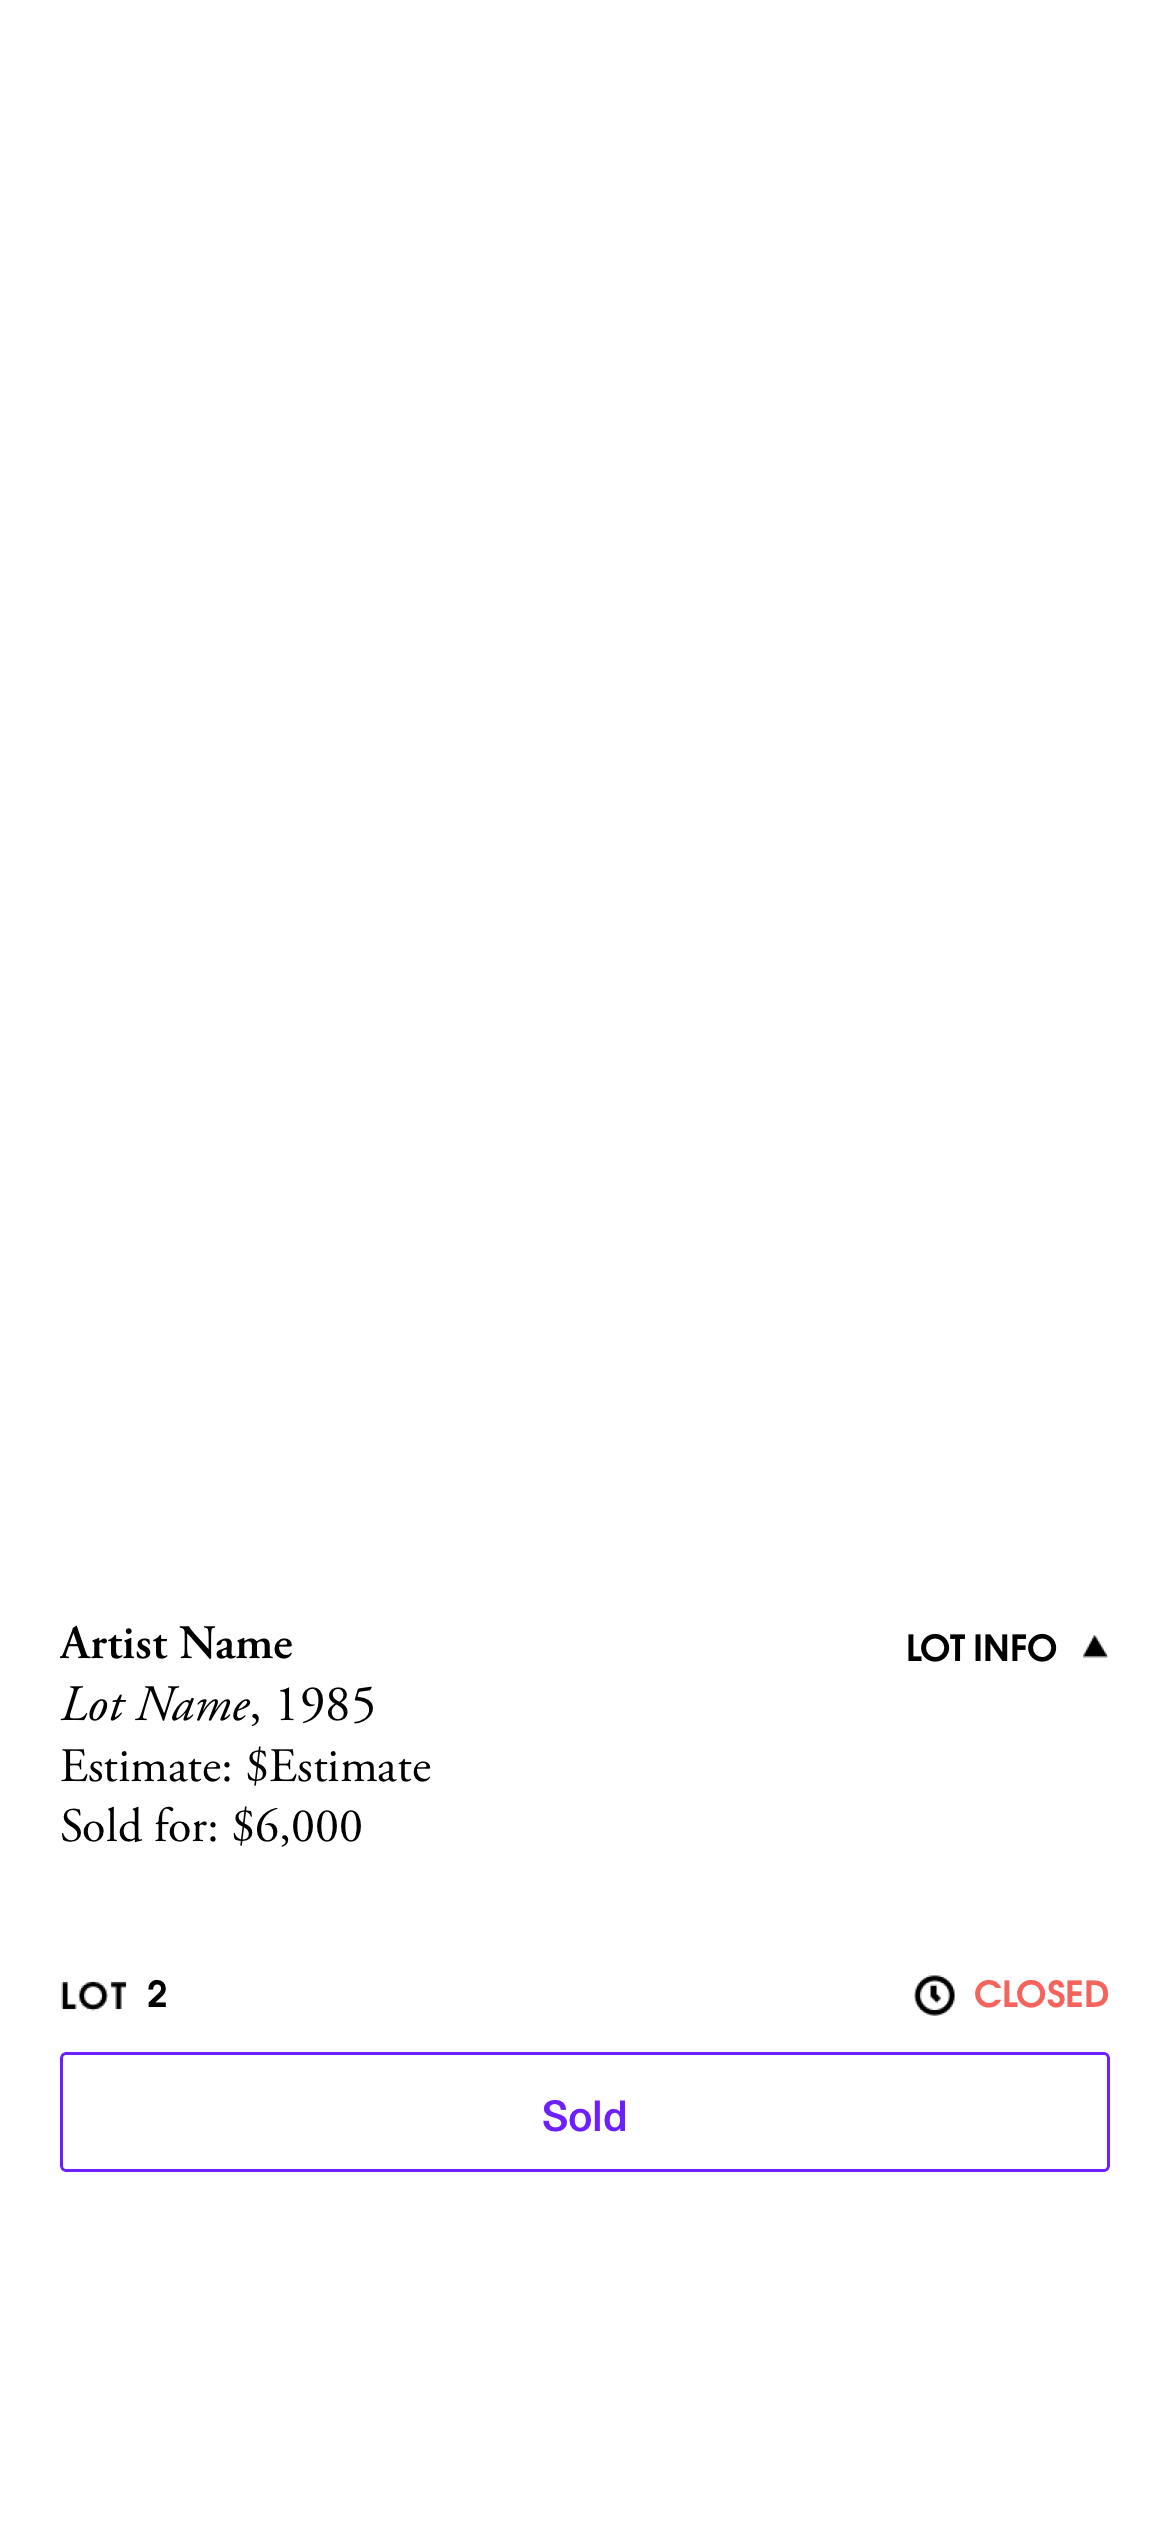 Artist Name
LOT INFO
Lot Name, 1985
Estimate: $Estimate
Sold for: $6,000
LOT 2
CLOSED
Sold